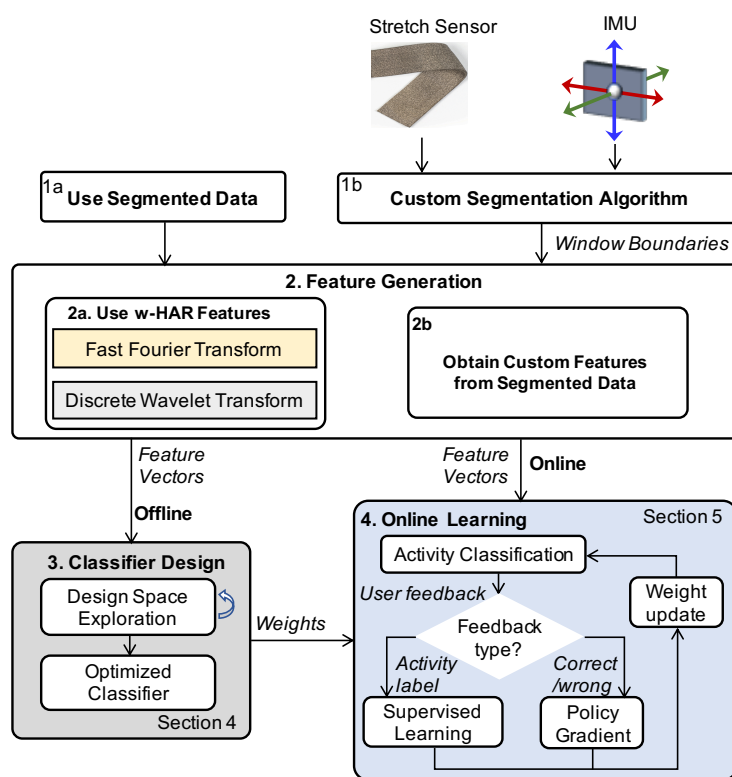 Stretch Sensor
IMU
1a
Use Segmented Data
1b
Custom Segmentation Algorithm
Window Boundaries
2. Feature Generation
2a. Use w-HAR Features
Fast Fourier Transform
Discrete Wavelet Transform
2b
Obtain Custom Features
from Segmented Data
Feature
Vectors
Offline
Feature
Vectors
Online
3. Classifier Design
Design Space
Exploration
Optimized
Classifier
Section 4
Weights
4. Online Learning
Section 5
Activity Classification
User feedback
Weight
update
Feedback
type?
Activity
label
Correct
/wrong
Supervised
Learning
Policy
Gradient